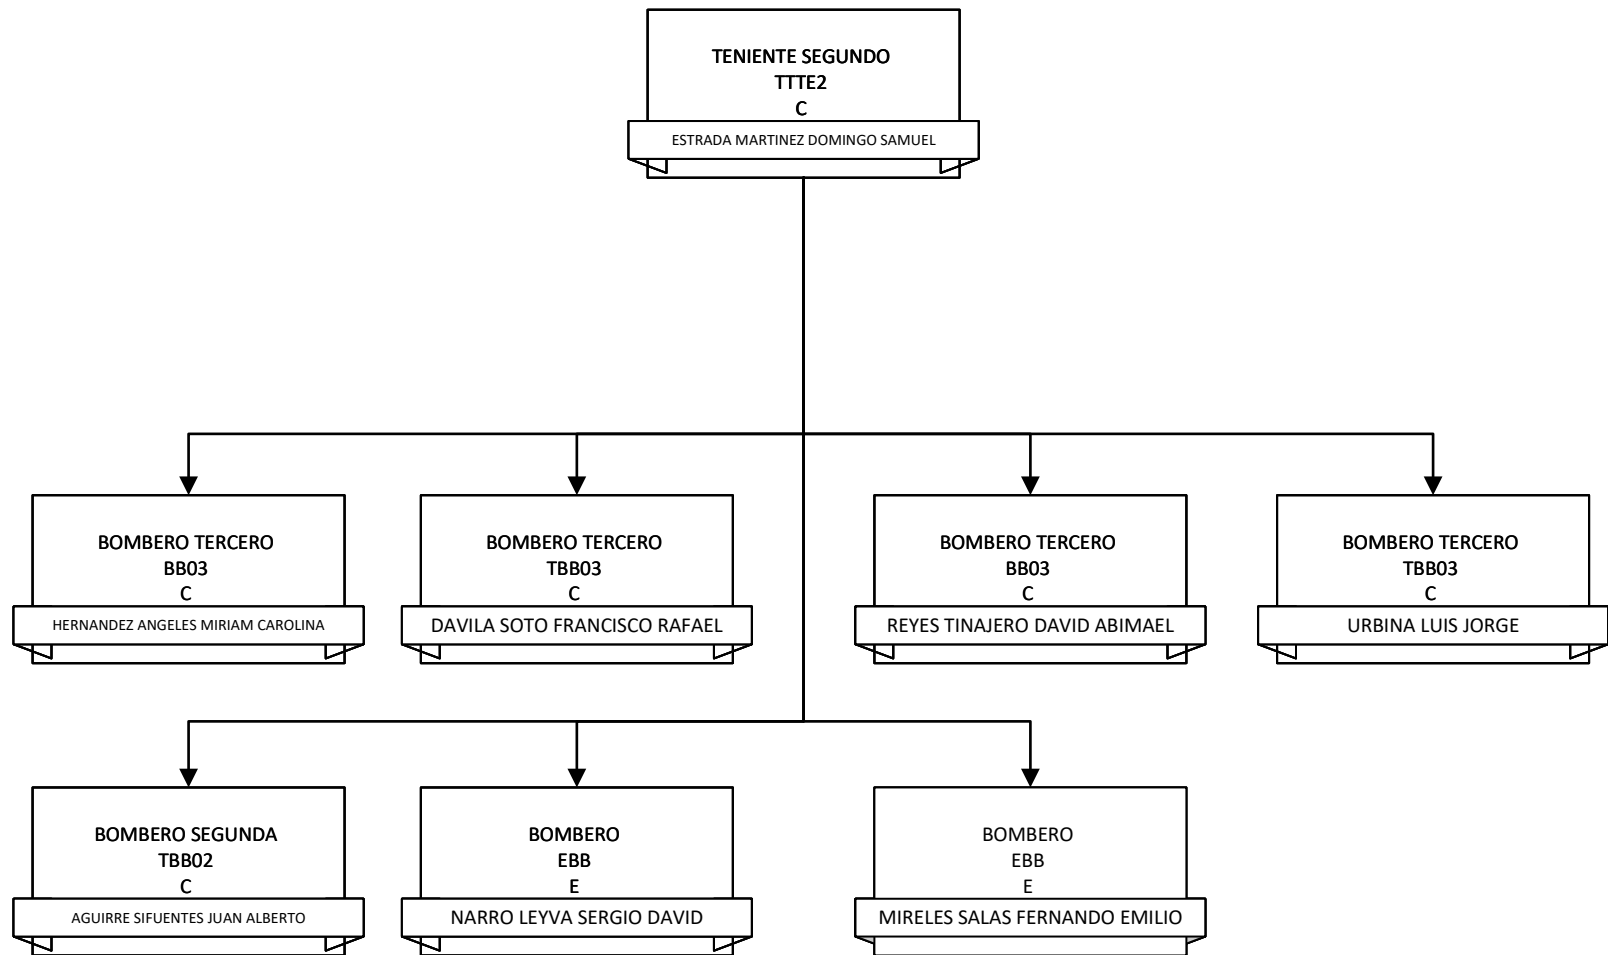 TENIENTE SEGUNDO
TTTE2
C
ESTRADA MARTINEZ DOMINGO SAMUEL
BOMBERO TERCERO
BB03
C
HERNANDEZ ANGELES MIRIAM CAROLINA
BOMBERO TERCERO
TBB03
C
DAVILA SOTO FRANCISCO RAFAEL
BOMBERO TERCERO
BB03
C
REYES TINAJERO DAVID ABIMAEL
BOMBERO TERCERO
TBB03
C
URBINA LUIS JORGE
BOMBERO SEGUNDA
TBB02
C
AGUIRRE SIFUENTES JUAN ALBERTO
BOMBERO
EBB
E
NARRO LEYVA SERGIO DAVID
BOMBERO
EBB
E
MIRELES SALAS FERNANDO EMILIO